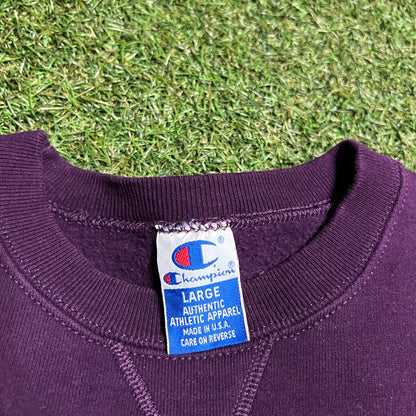 ®
Champion
LARGE
AUTHENTIC
ATHLETIC APPAREL
MADE IN U.S.A.
CARE ON REVERSE